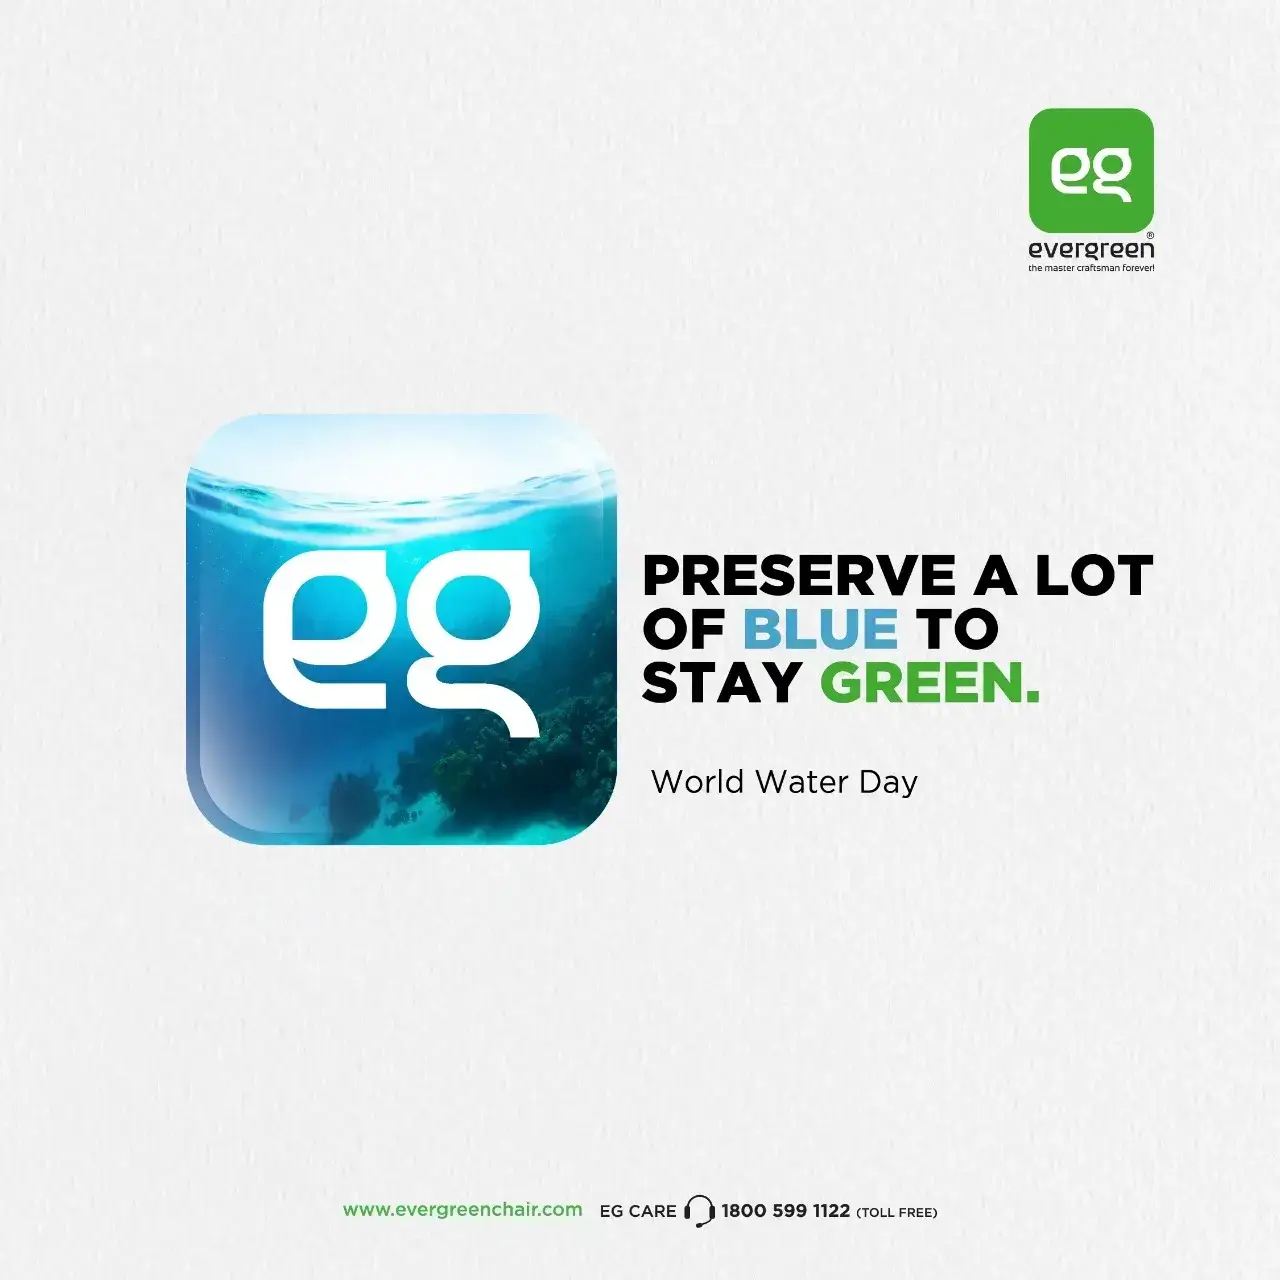 eg
evergreen®
the master craftsman forever!
eg
PRESERVE A LOT
OF BLUE TO
STAY GREEN.
World Water Day
www.evergreenchair.com EG CARE 1800 599 1122 (TOLL FREE)